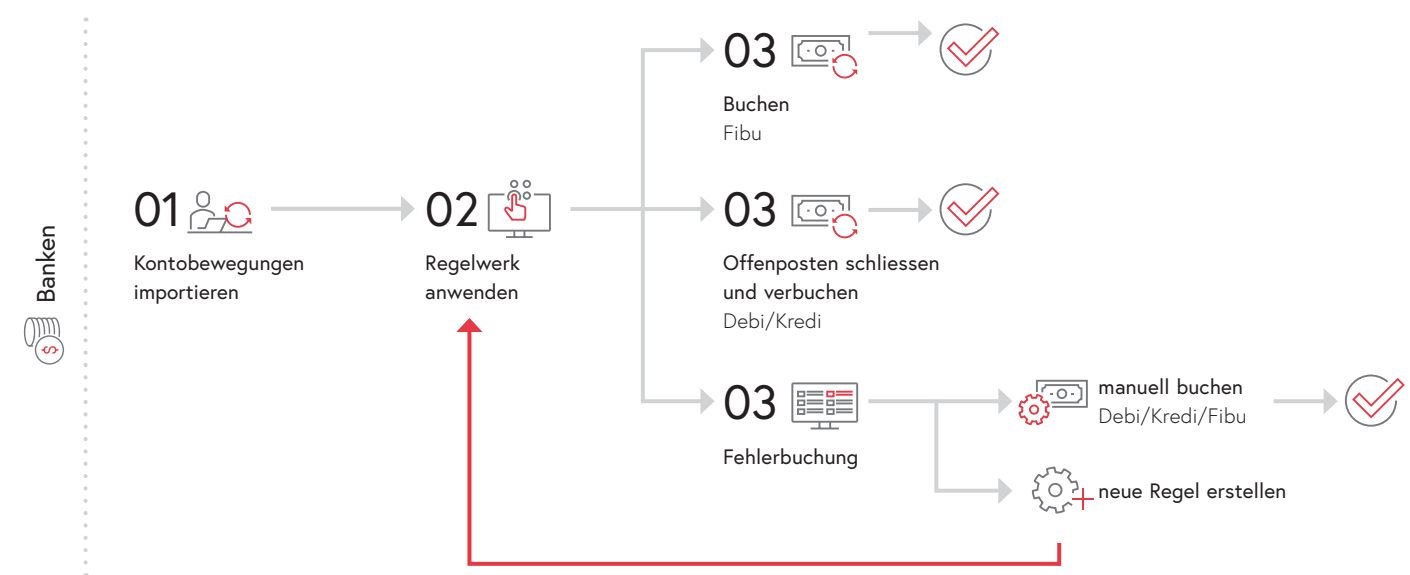 Banken
01
Kontobewegungen
importieren
02
Regelwerk
anwenden
03
Buchen
Fibu
03
Offenposten schliessen
und verbuchen
Debi/Kredi
03
Fehlerbuchung
manuell buchen
Debi/Kredi/Fibu
neue Regel erstellen